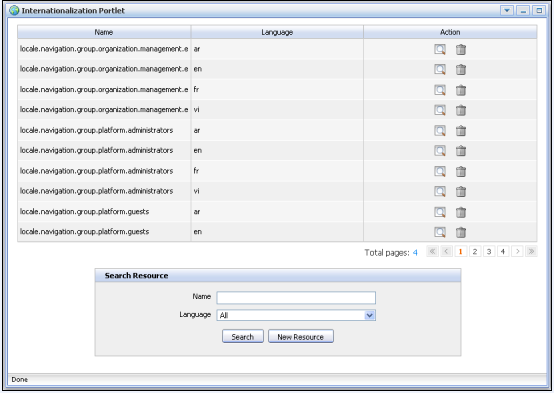 Internationalization Portlet
Name Language Action
locale.navigation.group.organization.management.e ar
locale.navigation.group.organization.management.e en
locale.navigation.group.organization.management.e fr
locale.navigation.group.organization.management.e vi
locale.navigation.group.platform.administrators ar
locale.navigation.group.platform.administrators en
locale.navigation.group.platform.administrators fr
locale.navigation.group.platform.administrators vi
locale.navigation.group.platform.guests ar
locale.navigation.group.platform.guests en
Total pages: 4 1 2 3 4
Search Resource
Name
Language All
Search New Resource
Done